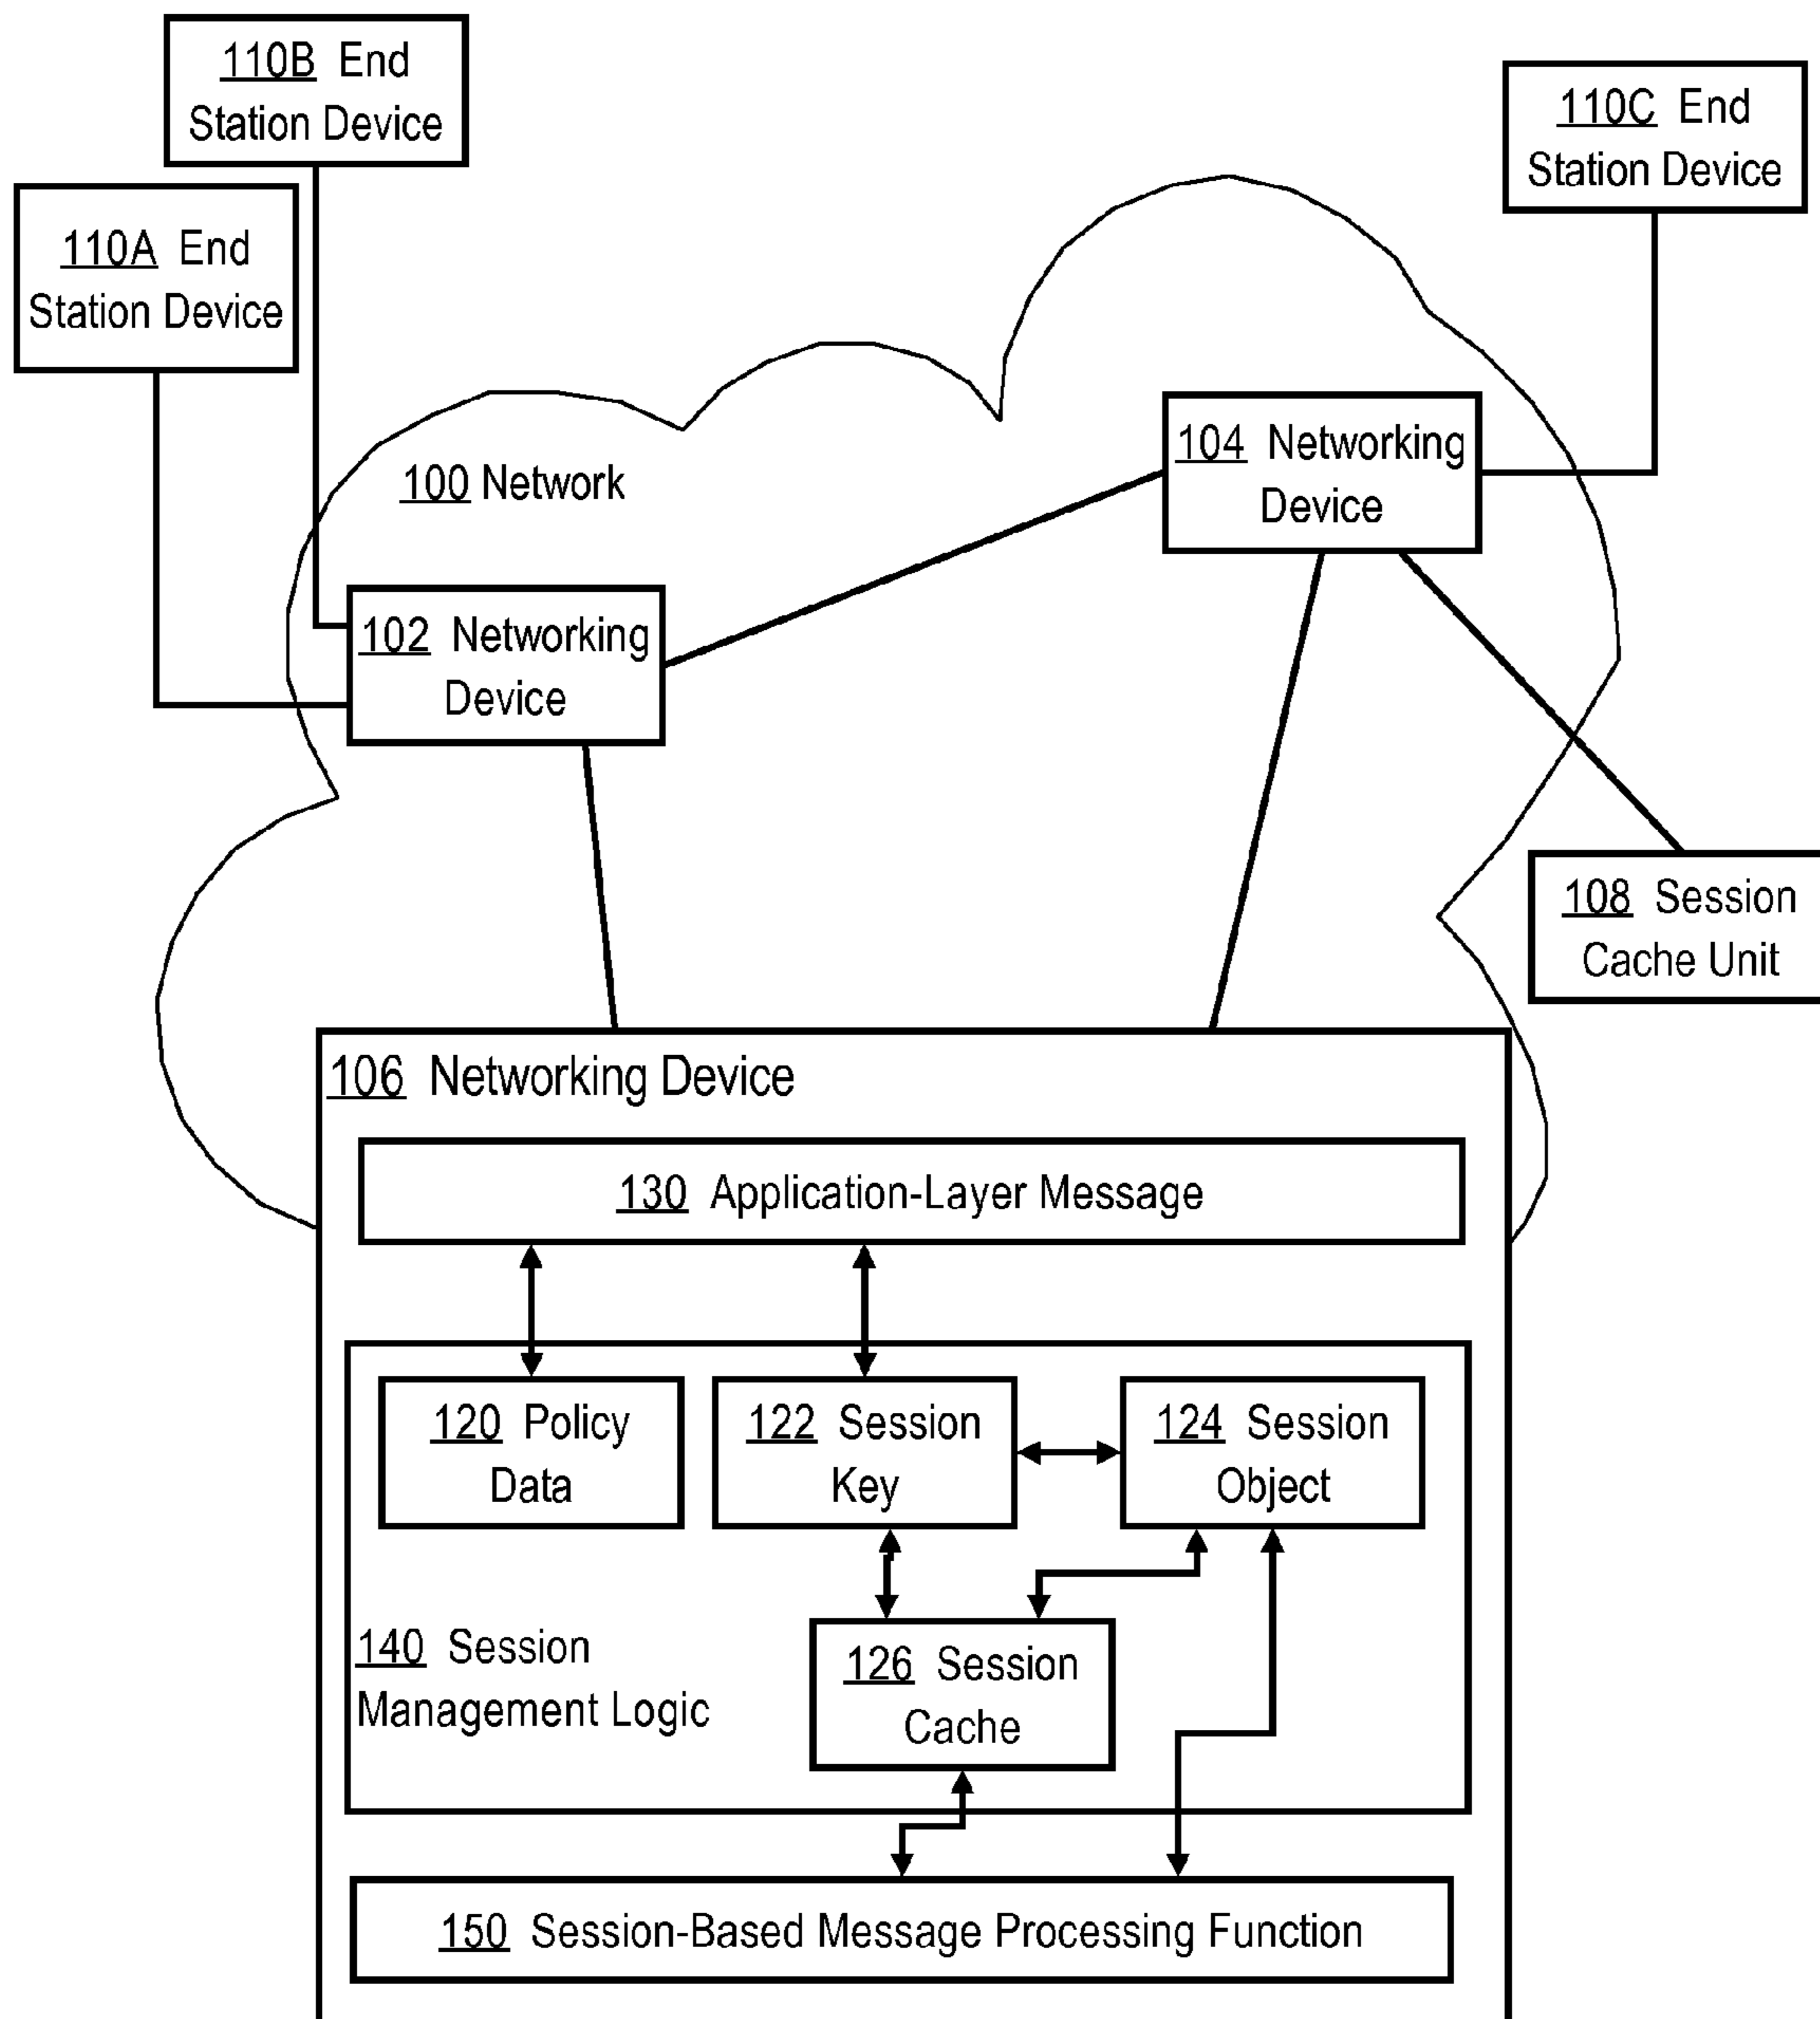 110B End
Station Device
110C End
Station Device
110A End
Station Device
104 Networking
Device
100 Network
102 Networking
Device
108 Session
Cache Unit
106 Networking Device
130 Application-Layer Message
120 Policy
Data
122 Session
Key
124 Session
Object
140 Session
Management Logic
126 Session
Cache
150 Session-Based Message Processing Function